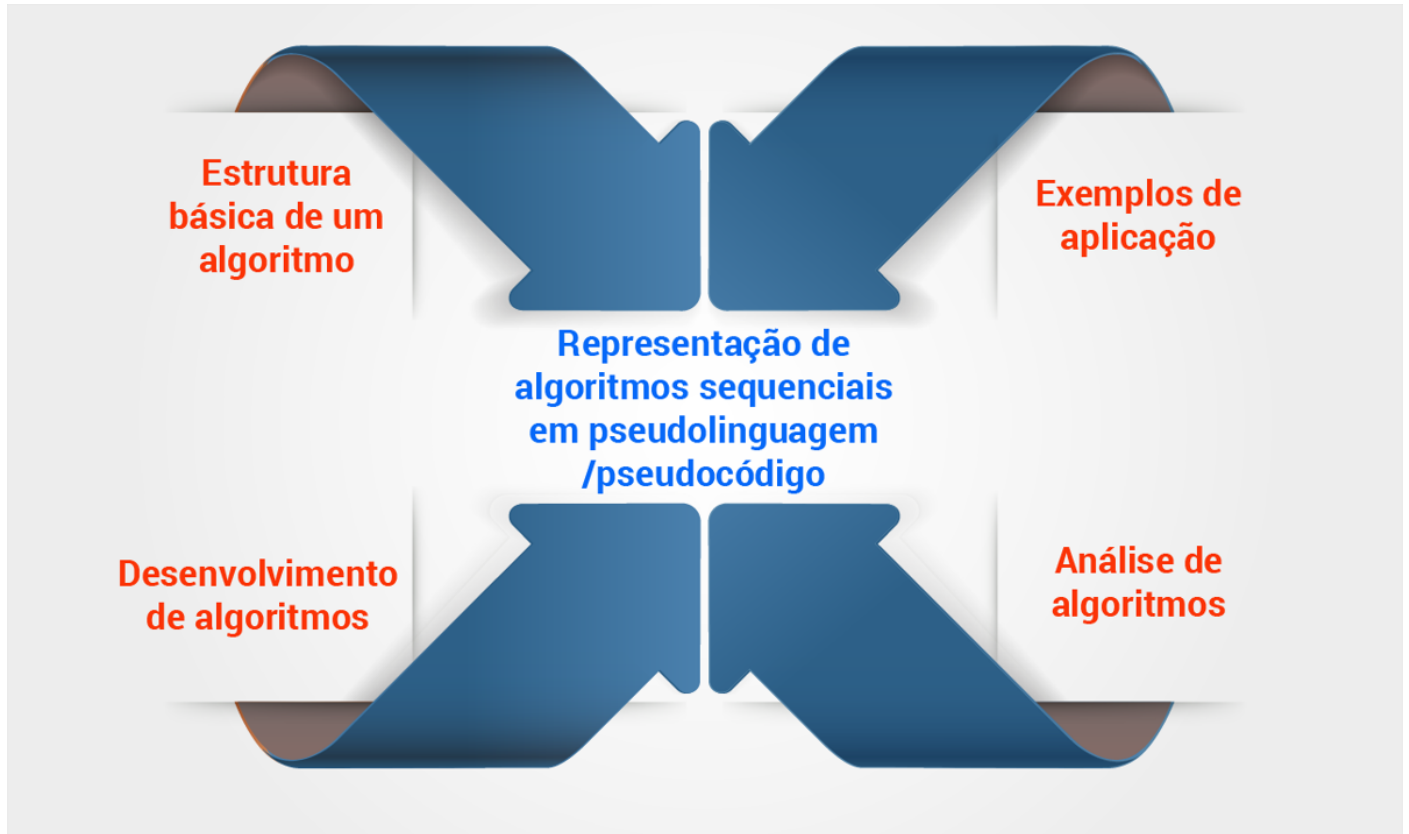 Estrutura
básica de um
algoritmo
Exemplos de
aplicação
Representação de
algoritmos sequenciais
em pseudolinguagem
/pseudocódigo
Desenvolvimento
de algoritmos
Análise de
algoritmos